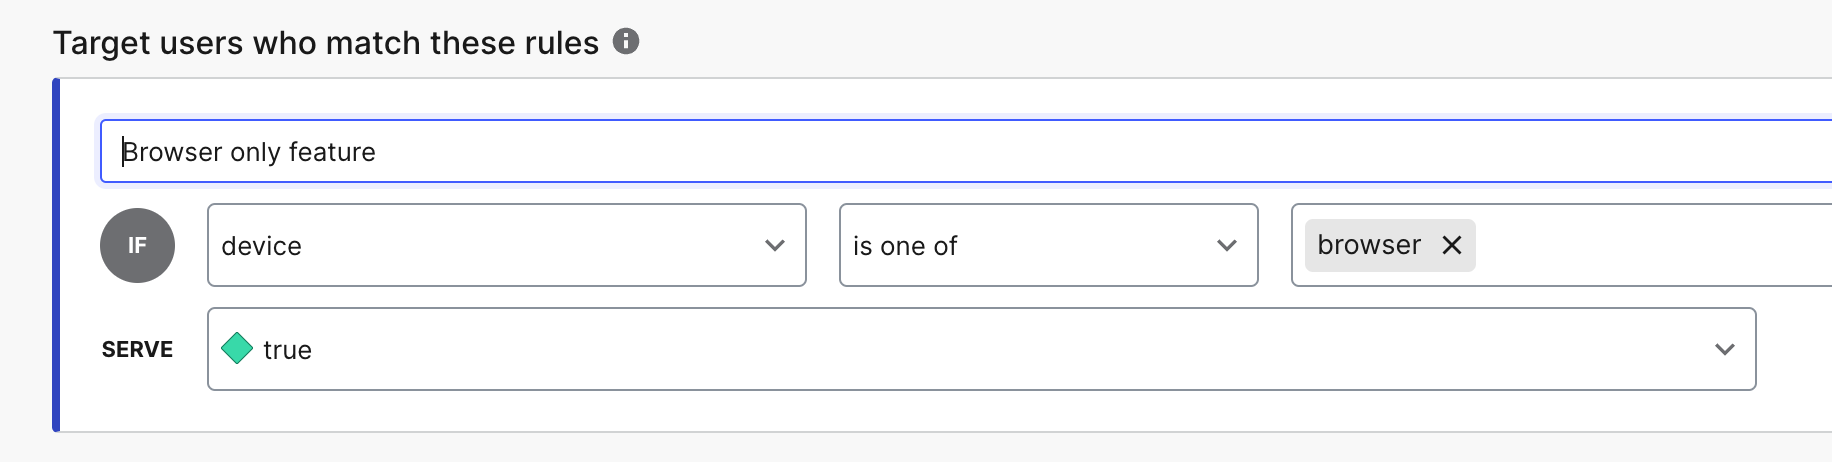 Target users who match these rules
Browser only feature
IF device is one of browser
SERVE true